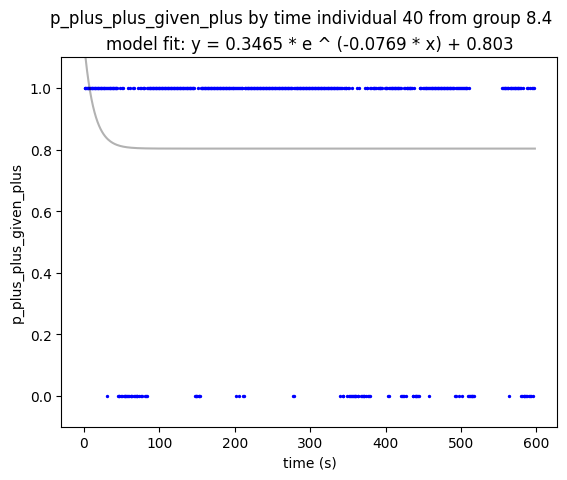 p_plus_plus_given_plus by time individual 40 from group 8.4
model fit: y = 0.3465 * e ^ (-0.0769 * x) + 0.803
1.0
0.8
0.6
0.4
0.2
0.0
p_plus_plus_given_plus
0 100 200 300 400 500 600
time (s)